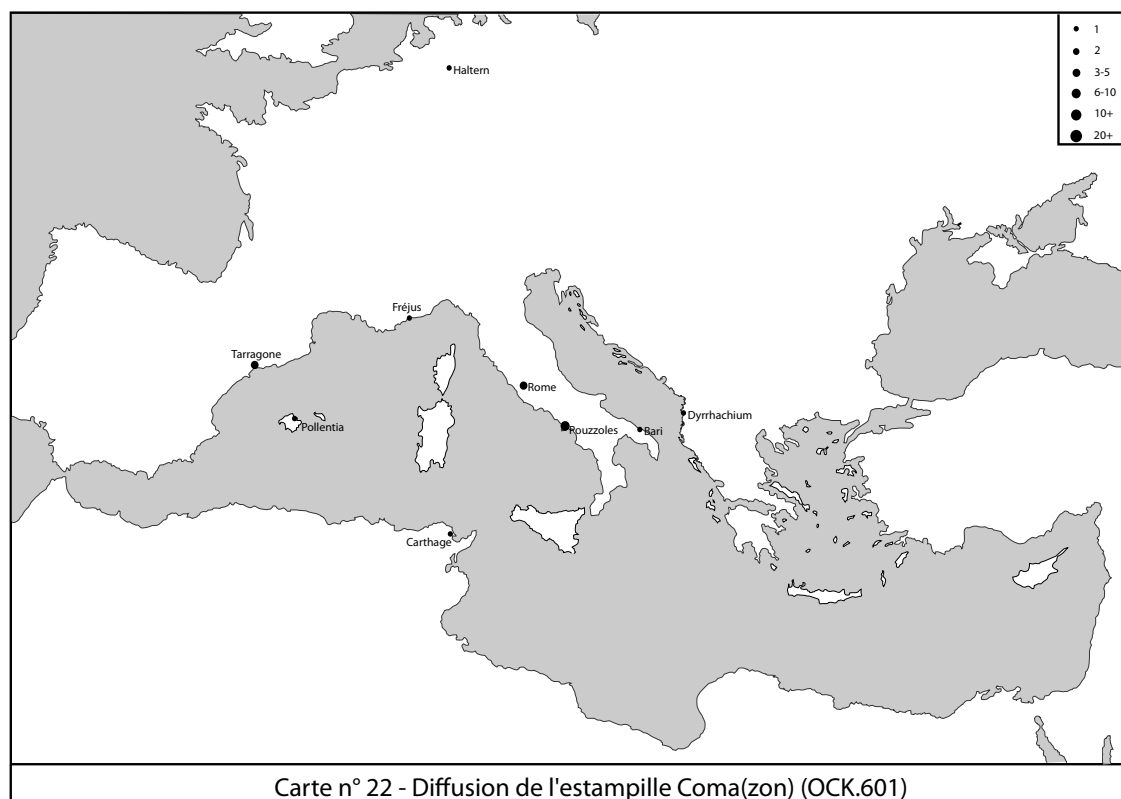 1
2
3-5
6-10
10+
20+
Haltern
Fréjus
Tarragone
Rome
Pollentia
Pouzzoles
Bari
Dyrrhachium
Carthage
Carte n° 22 - Diffusion de l'estampille Coma(zon) (OCK.601)